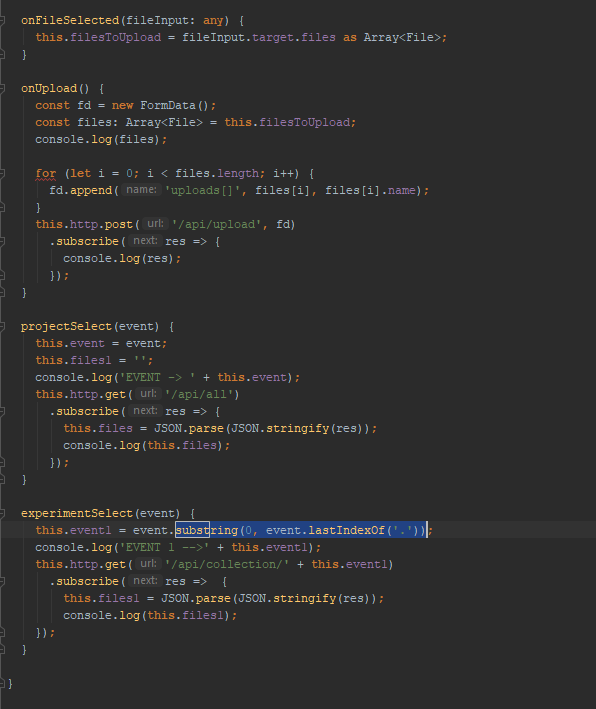 onFileSelected(fileInput: any) {
  this.filesToUpload = fileInput.target.files as Array<File>;
}

onUpload() {
  const fd = new FormData();
  const files: Array<File> = this.filesToUpload;
  console.log(files);

  for (let i = 0; i < files.length; i++) {
    fd.append( name: 'uploads[]', files[i], files[i].name);
  }
  this.http.post( url: '/api/upload', fd)
    .subscribe( next: res => {
      console.log(res);
    });
}

projectSelect(event) {
  this.event = event;
  this.files1 = '';
  console.log('EVENT -> ' + this.event);
  this.http.get( url: '/api/all')
    .subscribe( next: res => {
      this.files = JSON.parse(JSON.stringify(res));
      console.log(this.files);
    });
}

experimentSelect(event) {
  this.event1 = event.substring(0, event.lastIndexOf('.'));
  console.log('EVENT 1 -->' + this.event1);
  this.http.get( url: '/api/collection/' + this.event1)
    .subscribe( next: res =>  {
      this.files1 = JSON.parse(JSON.stringify(res));
      console.log(this.files1);
  });
}

}